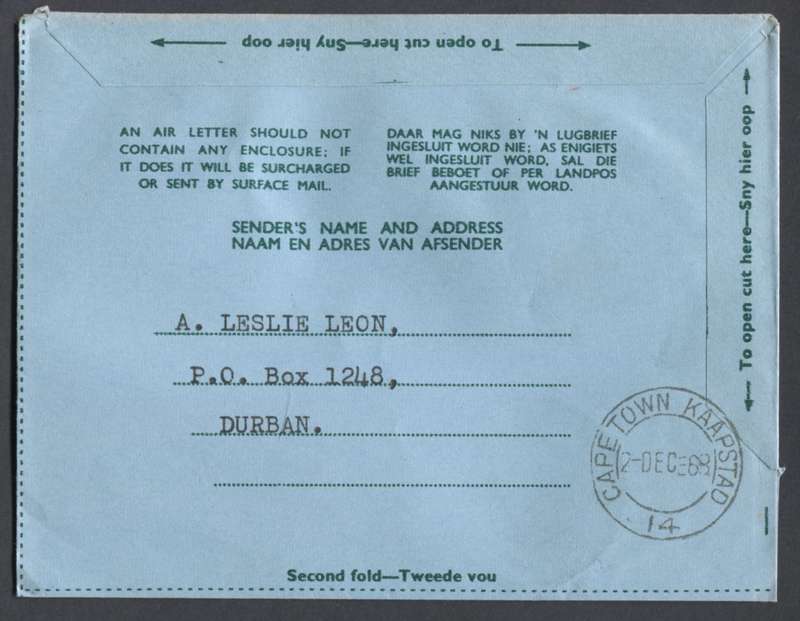 To open cut here—Sny hier oop
AN AIR LETTER SHOULD NOT
CONTAIN ANY ENCLOSURE; IF
IT DOES IT WILL BE SURCHARGED
OR SENT BY SURFACE MAIL.
DAAR MAG NIKS BY 'N LUGBRIEF
INGESLUIT WORD NIE; AS ENIGIETS
WEL INGESLUIT WORD, SAL DIE
BRIEF BEBOET OF PER LANDPOS
AANGESTUUR WORD.
SENDER'S NAME AND ADDRESS
NAAM EN ADRES VAN AFSENDER
A. LESLIE LEON,
P.O. Box 1248,
DURBAN.
To open cut here—Sny hier oop
CAPE TOWN KAAPSTAD
2-DEC 68
14
Second fold—Tweede vou